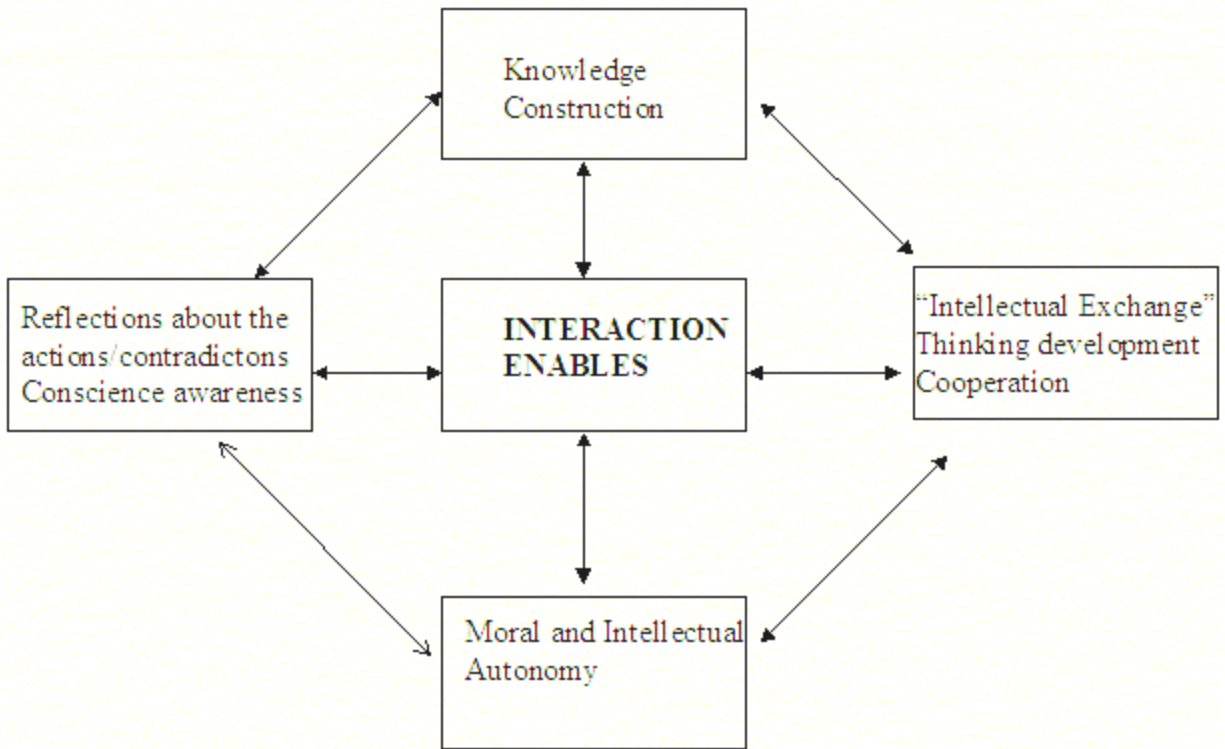 Knowledge
Construction
Reflections about the
actions/contradictons
Conscience awareness
INTERACTION
ENABLES
“Intellectual Exchange”
Thinking development
Cooperation
Moral and Intellectual
Autonomy